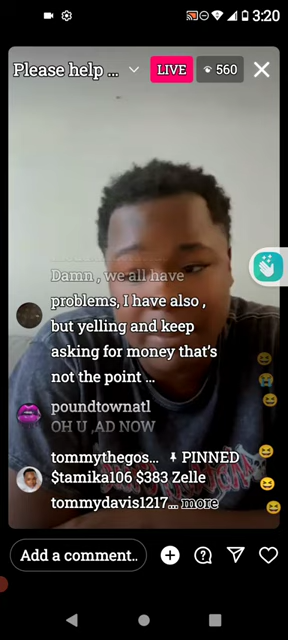 3:20
Please help ...
LIVE
560
Damn , we all have
problems, I have also ,
but yelling and keep
asking for money that's
not the point ...
poundtownatl
OH U ,AD NOW
tommythegos... PINNED
$tamika106 $383 Zelle
tommydavis1217... more
Add a comment..